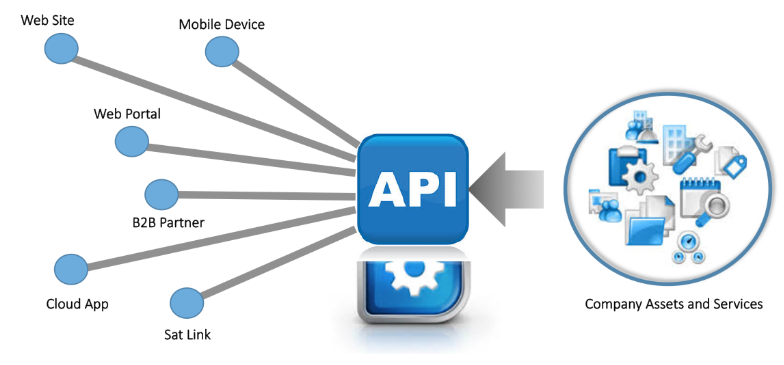 Web Site
Mobile Device
Web Portal
API
B2B Partner
Cloud App
Sat Link
Company Assets and Services